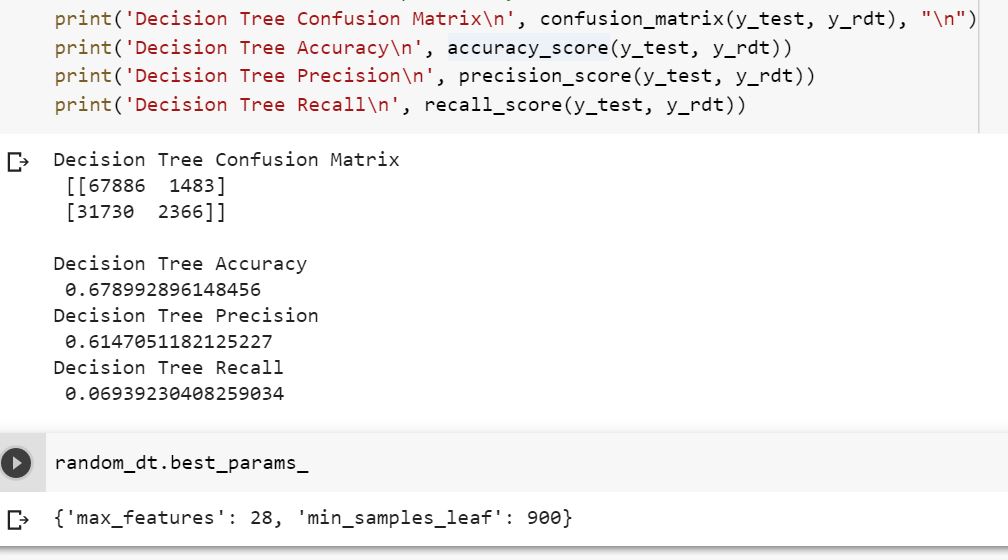 print('Decision Tree Confusion Matrix\n', confusion_matrix(y_test, y_rdt), "\n")
print('Decision Tree Accuracy\n', accuracy_score(y_test, y_rdt))
print('Decision Tree Precision\n', precision_score(y_test, y_rdt))
print('Decision Tree Recall\n', recall_score(y_test, y_rdt))
Decision Tree Confusion Matrix
[[67886 1483]
[31730 2366]]
Decision Tree Accuracy
0.678992896148456
Decision Tree Precision
0.6147051182125227
Decision Tree Recall
0.06939230408259034
random_dt.best_params_
{'max_features': 28, 'min_samples_leaf': 900}